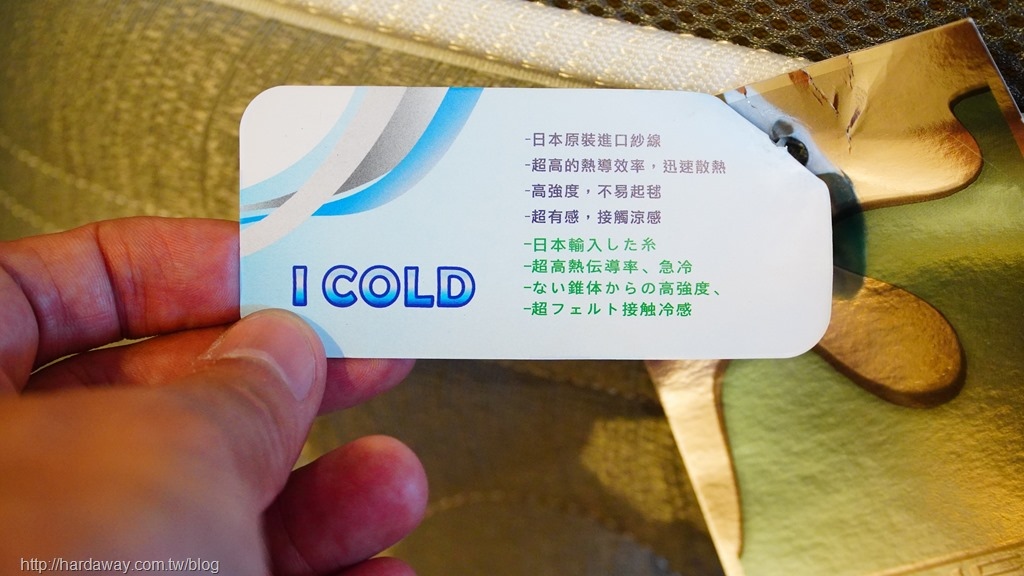 I COLD
-日本原裝進口紗線
-超高的熱導效率，迅速散熱
-高強度，不易起毬
-超有感，接觸涼感
-日本輸入した糸
-超高熱伝導率、急冷
-ない錐体からの高強度、
-超フェルト接触冷感
http://hardaway.com.tw/blog